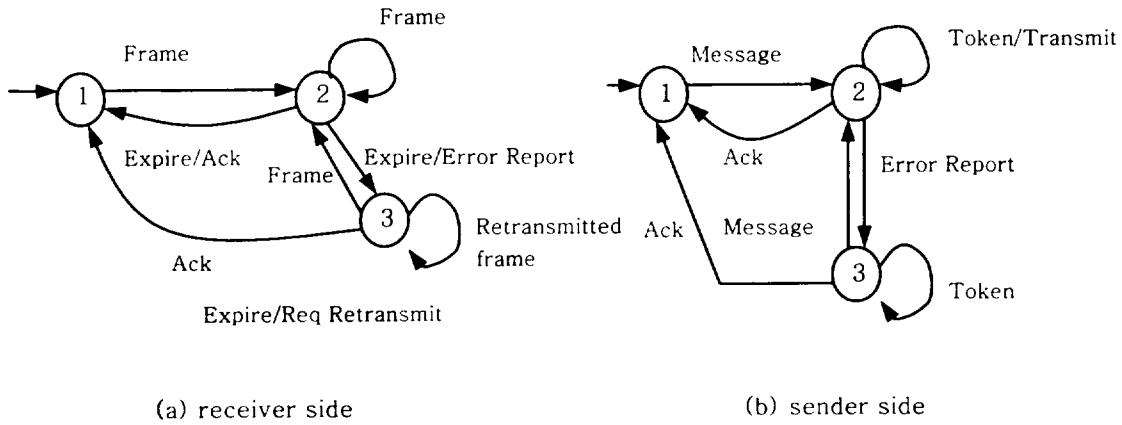 Frame
Frame
1
2
Expire/Ack
Expire/Error Report
Frame
3
Retransmitted
frame
Ack
Expire/Req Retransmit
(a) receiver side
Token/Transmit
Message
1
2
Ack
Error Report
Ack
Message
3
Token
(b) sender side